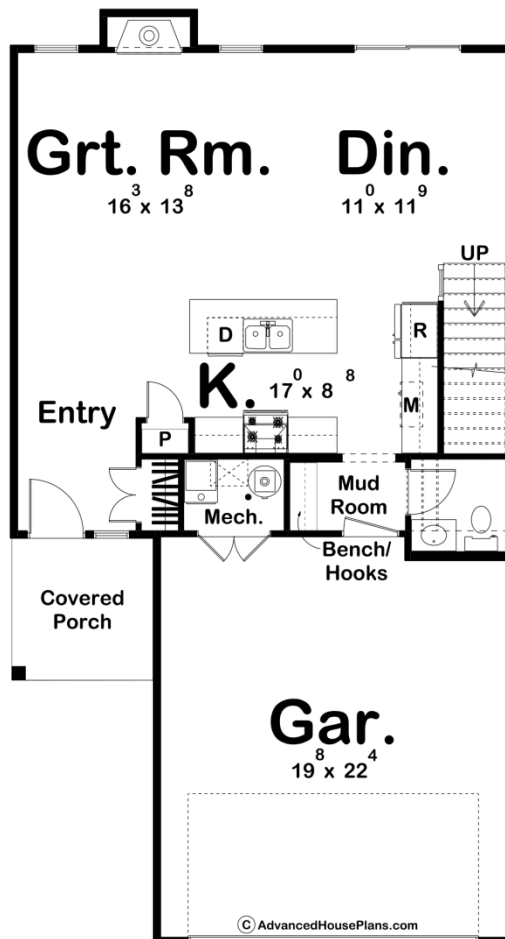 Grt. Rm.
16³ x 13⁸
Din.
11⁰ x 11⁹
UP
D
R
K. 17⁰ x 8⁸
M
Entry
P
Mech.
Mud
Room
Bench/
Hooks
Covered
Porch
Gar.
19⁸ x 22⁴
© AdvancedHousePlans.com